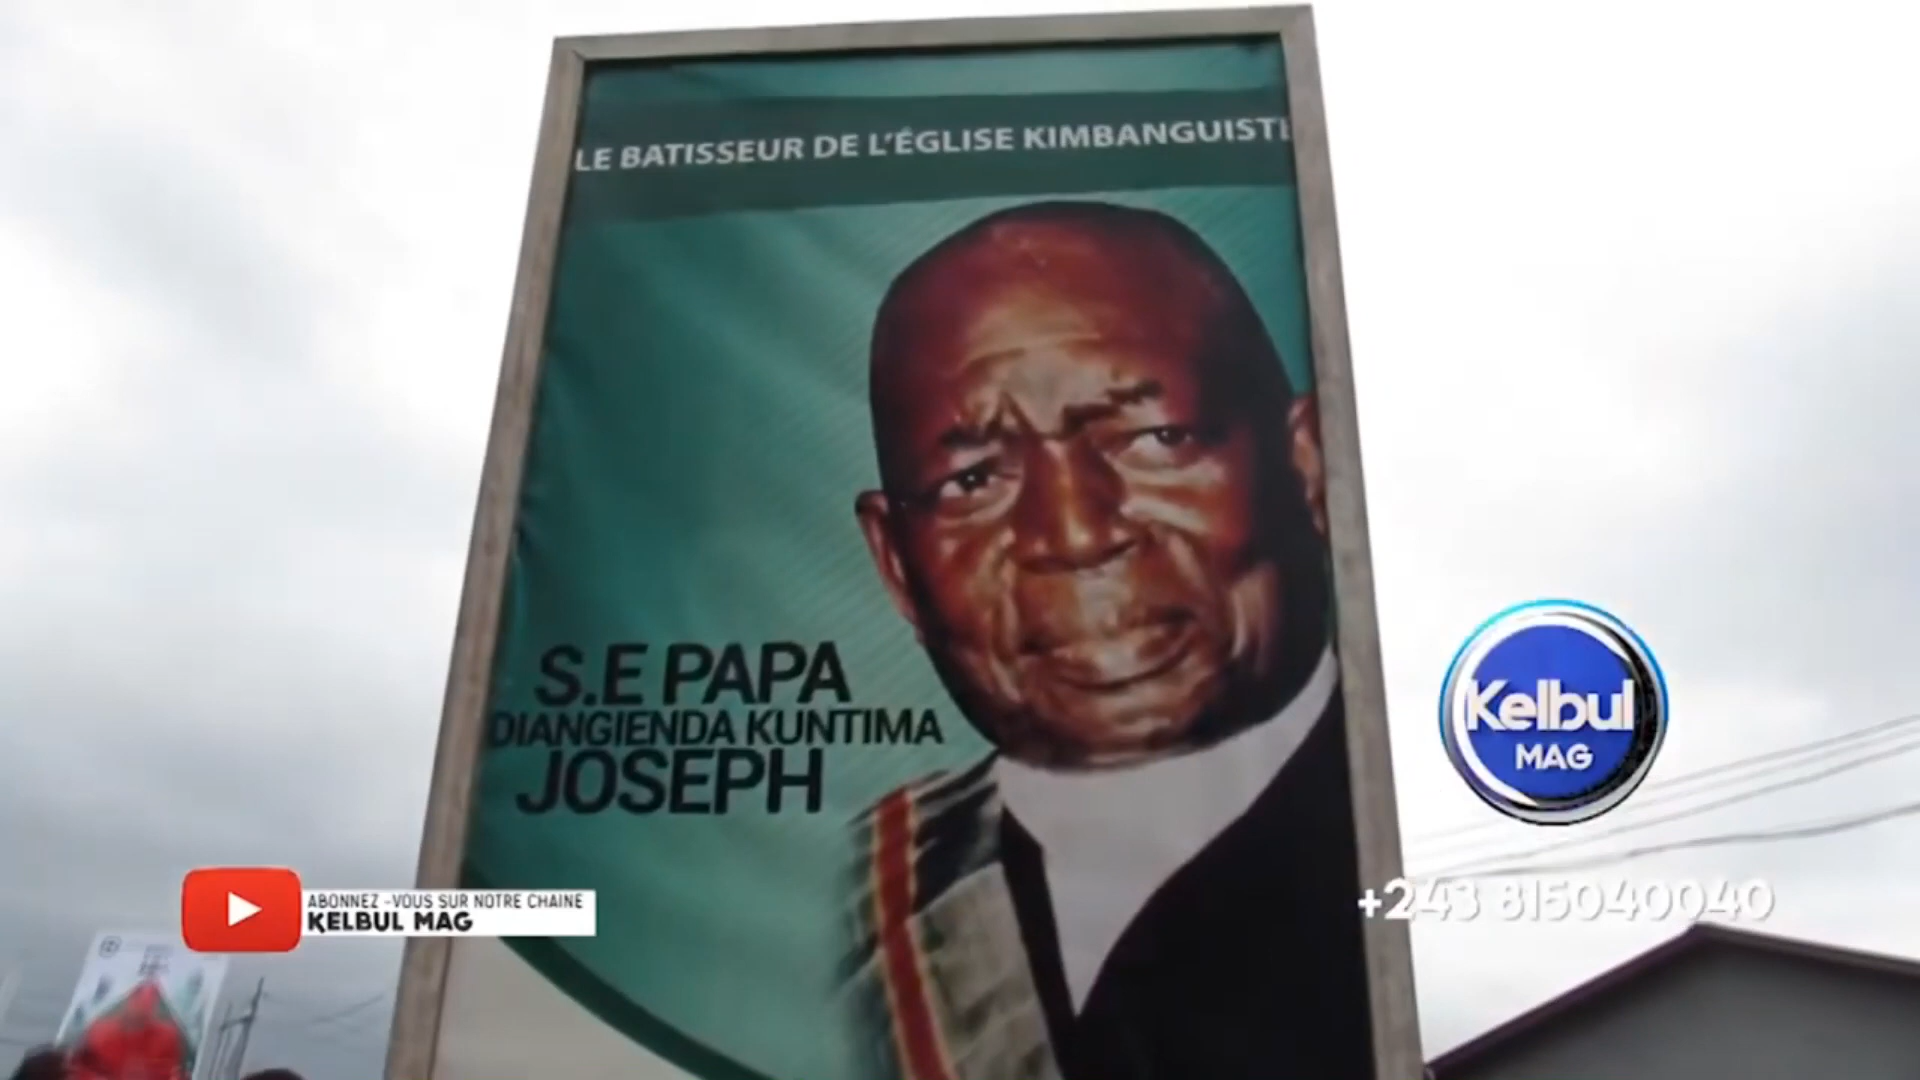 LE BATISSEUR DE L'ÉGLISE KIMBANGUISTE
S.E PAPA
DIANGIENDA KUNTIMA
JOSEPH
Kelbul
MAG
ABONNEZ -VOUS SUR NOTRE CHAINE
KELBUL MAG
+243 815040040